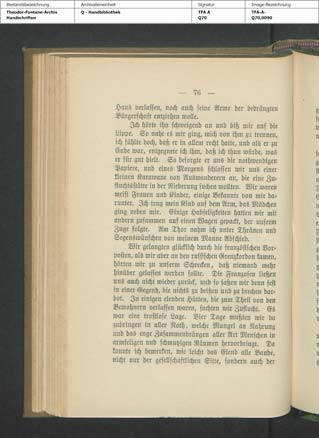 Bestandsbezeichnung
Archivalieneinheit
Signatur
Image-Bezeichnung
Theodor-Fontane-Archiv
Handschriften
Q - Handbibliothek
TFA A
Q70
TFA-A-
Q70,0090
— 76 —
Haus verlassen, noch auch seine Arme der bedrängten
Bürgerschaft entziehen wolle.
Ich hörte ihn schweigend an und biß mir auf die
Lippe. So nahe es mir ging, mich von ihm zu trennen,
ich fühlte doch, daß er in allem recht hatte, und als er zu
Ende war, entgegnete ich ihm, daß ich thun würde, was
er für gut hielt. So besorgte er uns die nothwendigen
Papiere, und eines Morgens schlossen wir uns einer
kleinen Karawane von Auswanderern an, die eine Zu-
fluchtsstätte in der Niederung suchen wollten. Wir waren
meist Frauen und Kinder, einige Bekannte von mir da-
runter. Ich trug mein Kind auf dem Arm, das Mädchen
ging neben mir. Einige Habseligkeiten hatten wir mit
andern zusammen auf einen Wagen gepackt, der unserm
Zuge folgte. Am Thor nahm ich unter Thränen und
Segenswünschen von meinem Manne Abschied.
Wir gelangten glücklich durch die französischen Vor-
posten, als wir aber an den russischen Grenzkordon kamen,
hörten wir zu unserm Schrecken, daß niemand mehr
hinüber gelassen werden sollte. Die Franzosen ließen
uns auch nicht wieder zurück, und so saßen wir denn fest
in einer Gegend, die nichts zu beißen und zu brechen dar-
bot. In einigen elenden Hütten, die zum Theil von den
Bewohnern verlassen waren, suchten wir Zuflucht. Es
war eine trostlose Lage. Vier Tage mußten wir da
zubringen in aller Noth, welche Mangel an Nahrung
und das enge Zusammendrängen aller Art Menschen in
armseligen und schmutzigen Räumen hervorbringt. Da
konnte ich bemerken, wie leicht das Elend alle Bande,
nicht nur der gesellschaftlichen Sitte, sondern auch der